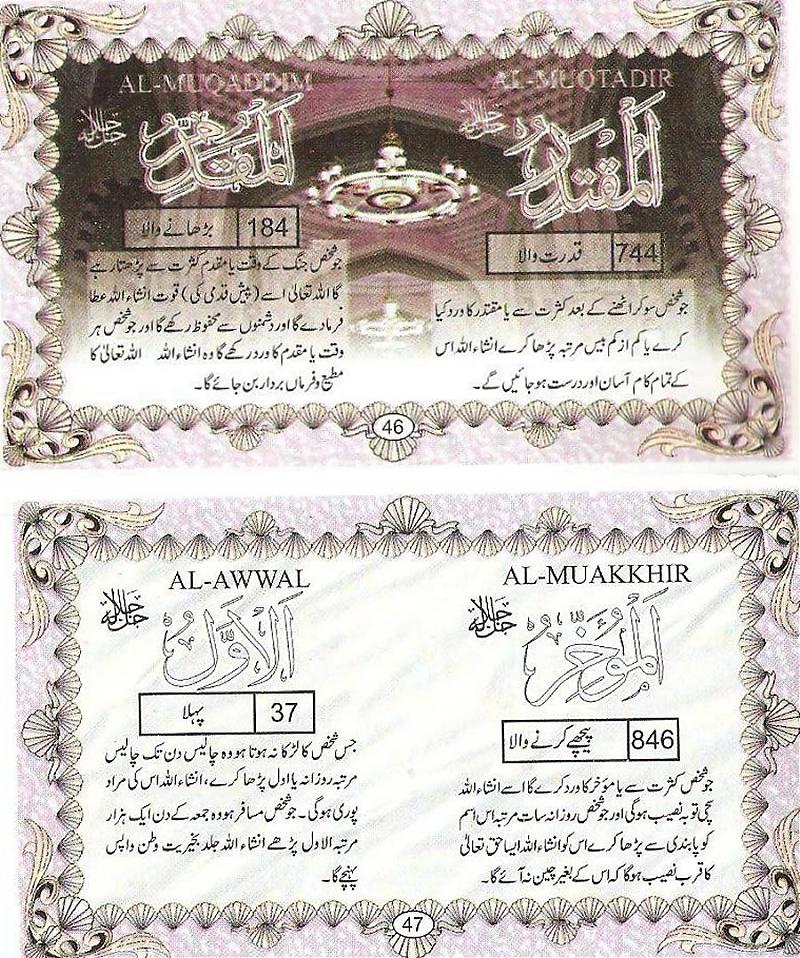 AL-MUQTADIR
جل جلالہ
اَلْمُقْتَدِرُ
744 قدرت والا
جو شخص سو کر اٹھنے کے بعد کثرت سے یا مقتدر کا ورد کیا
کرے یا کم از کم بیس مرتبہ پڑھا کرے انشاء اللہ اس
کے تمام کام آسان اور درست ہو جائیں گے۔
AL-MUQADDIM
جل جلالہ
اَلْمُقَدِّمُ
184 بڑھانے والا
جو شخص جنگ کے وقت یا مقدم کثرت سے پڑھتا رہے
گا اللہ تعالیٰ اسے (پیش قدمی کی) قوت انشاء اللہ عطا
فرمادے گا اور دشمنوں سے محفوظ رکھے گا اور جو شخص ہر
وقت یا مقدم کا ورد رکھے گا وہ انشاء اللہ اللہ تعالیٰ کا
مطیع و فرماں بردار بن جائے گا۔
46
AL-MUAKKHIR
جل جلالہ
اَلْمُؤَخِّرُ
846 پیچھے کرنے والا
جو شخص کثرت سے یا مؤخر کا ورد کرے گا اسے انشاء اللہ
سچی توبہ نصیب ہوگی اور جو شخص روزانہ سات مرتبہ اس اسم
کو پابندی سے پڑھا کرے اس کو انشاء اللہ ایسا حق تعالیٰ
کا قرب نصیب ہوگا کہ اس کے بغیر چین نہ آئے گا۔
AL-AWWAL
جل جلالہ
اَلْاَوَّلُ
37 پہلا
جس شخص کا لڑکا نہ ہوتا ہو وہ چالیس دن تک چالیس
مرتبہ روزانہ یا اول پڑھا کرے، انشاء اللہ اس کی مراد
پوری ہوگی۔ جو شخص مسافر ہو وہ جمعہ کے دن ایک ہزار
مرتبہ الاول پڑھے انشاء اللہ جلد بخیریت وطن واپس
پہنچے گا۔
47